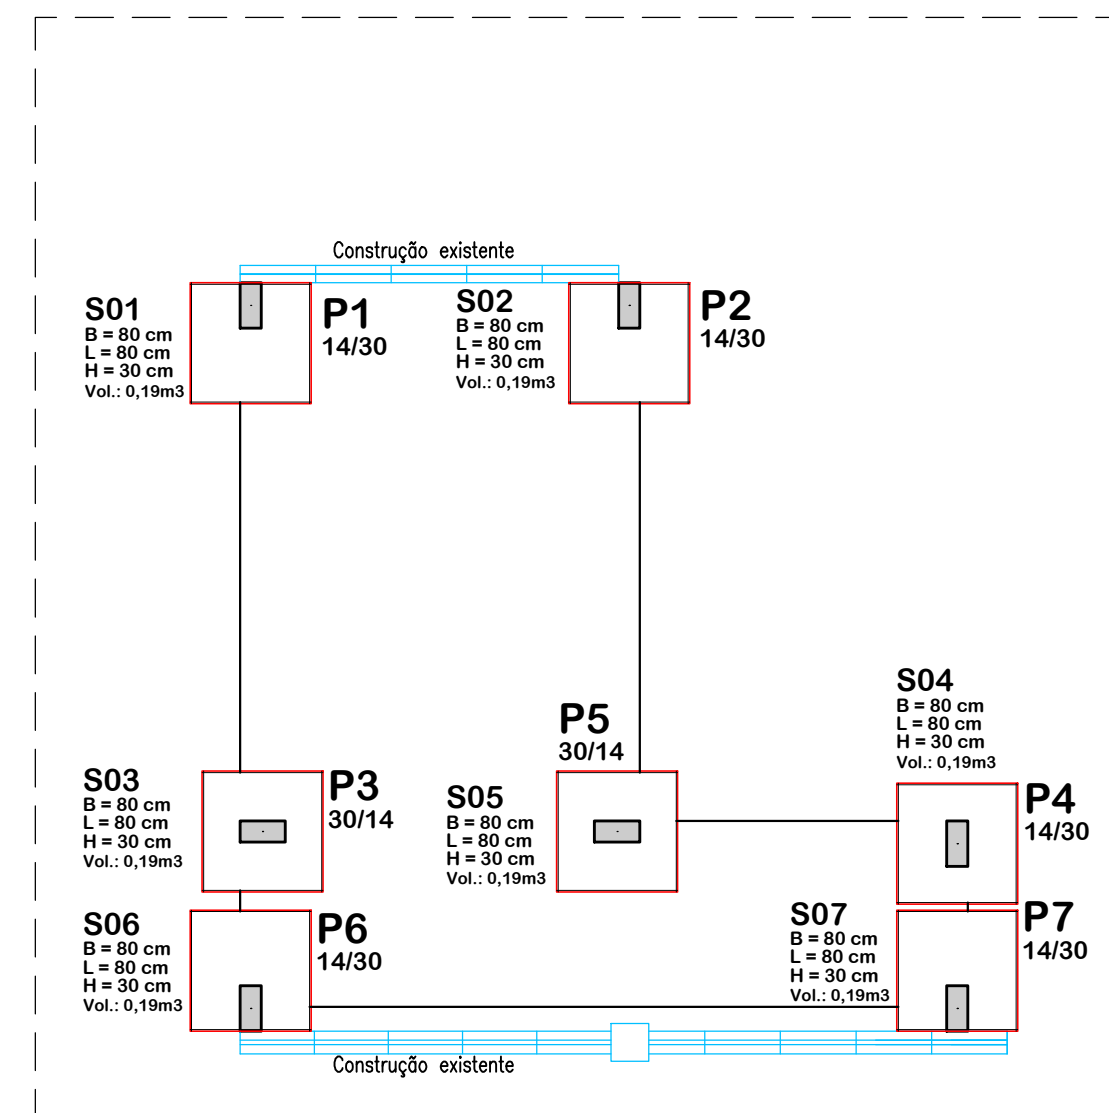 Construção existente
S01
B = 80 cm
L = 80 cm
H = 30 cm
Vol.: 0,19m3
P1
14/30
S02
B = 80 cm
L = 80 cm
H = 30 cm
Vol.: 0,19m3
P2
14/30
S04
B = 80 cm
L = 80 cm
H = 30 cm
Vol.: 0,19m3
P5
30/14
S03
B = 80 cm
L = 80 cm
H = 30 cm
Vol.: 0,19m3
P3
30/14
S05
B = 80 cm
L = 80 cm
H = 30 cm
Vol.: 0,19m3
P4
14/30
S06
B = 80 cm
L = 80 cm
H = 30 cm
Vol.: 0,19m3
P6
14/30
S07
B = 80 cm
L = 80 cm
H = 30 cm
Vol.: 0,19m3
P7
14/30
Construção existente